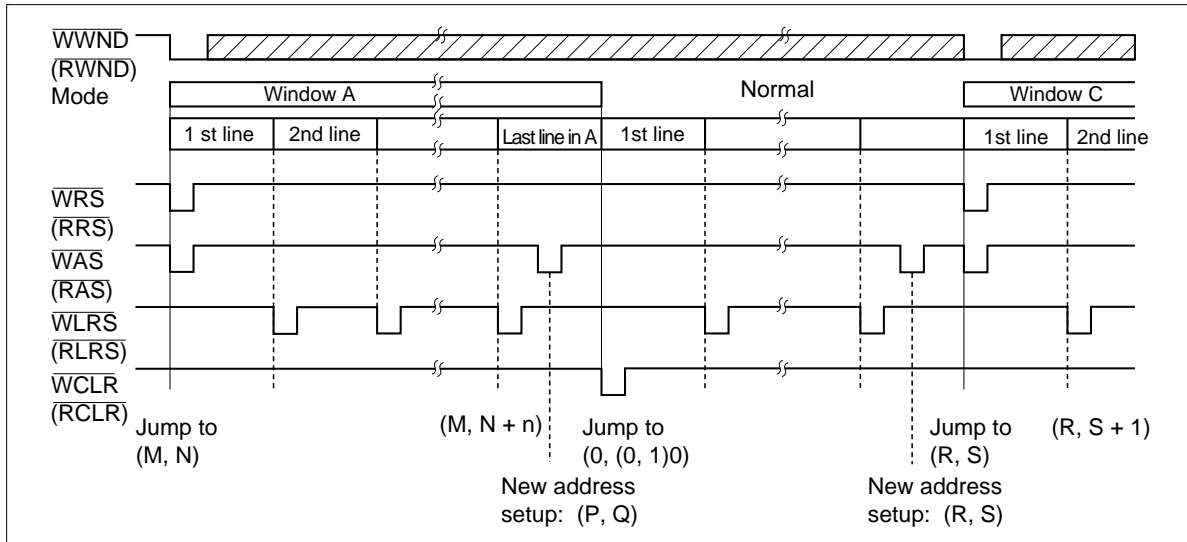 WWND
(RWND)
Mode
Window A
Normal
Window C
1 st line
2nd line
Last line in A
1st line
1st line
2nd
WRS
(RRS)
WAS
(RAS)
WLRS
(RLRS)
WCLR
(RCLR)
Jump to
(M, N)
(M, N + n)
Jump to
(0, (0, 1)0)
Jump to
(R, S)
(R, S + 1)
New address
setup: (P, Q)
New address
setup: (R, S)